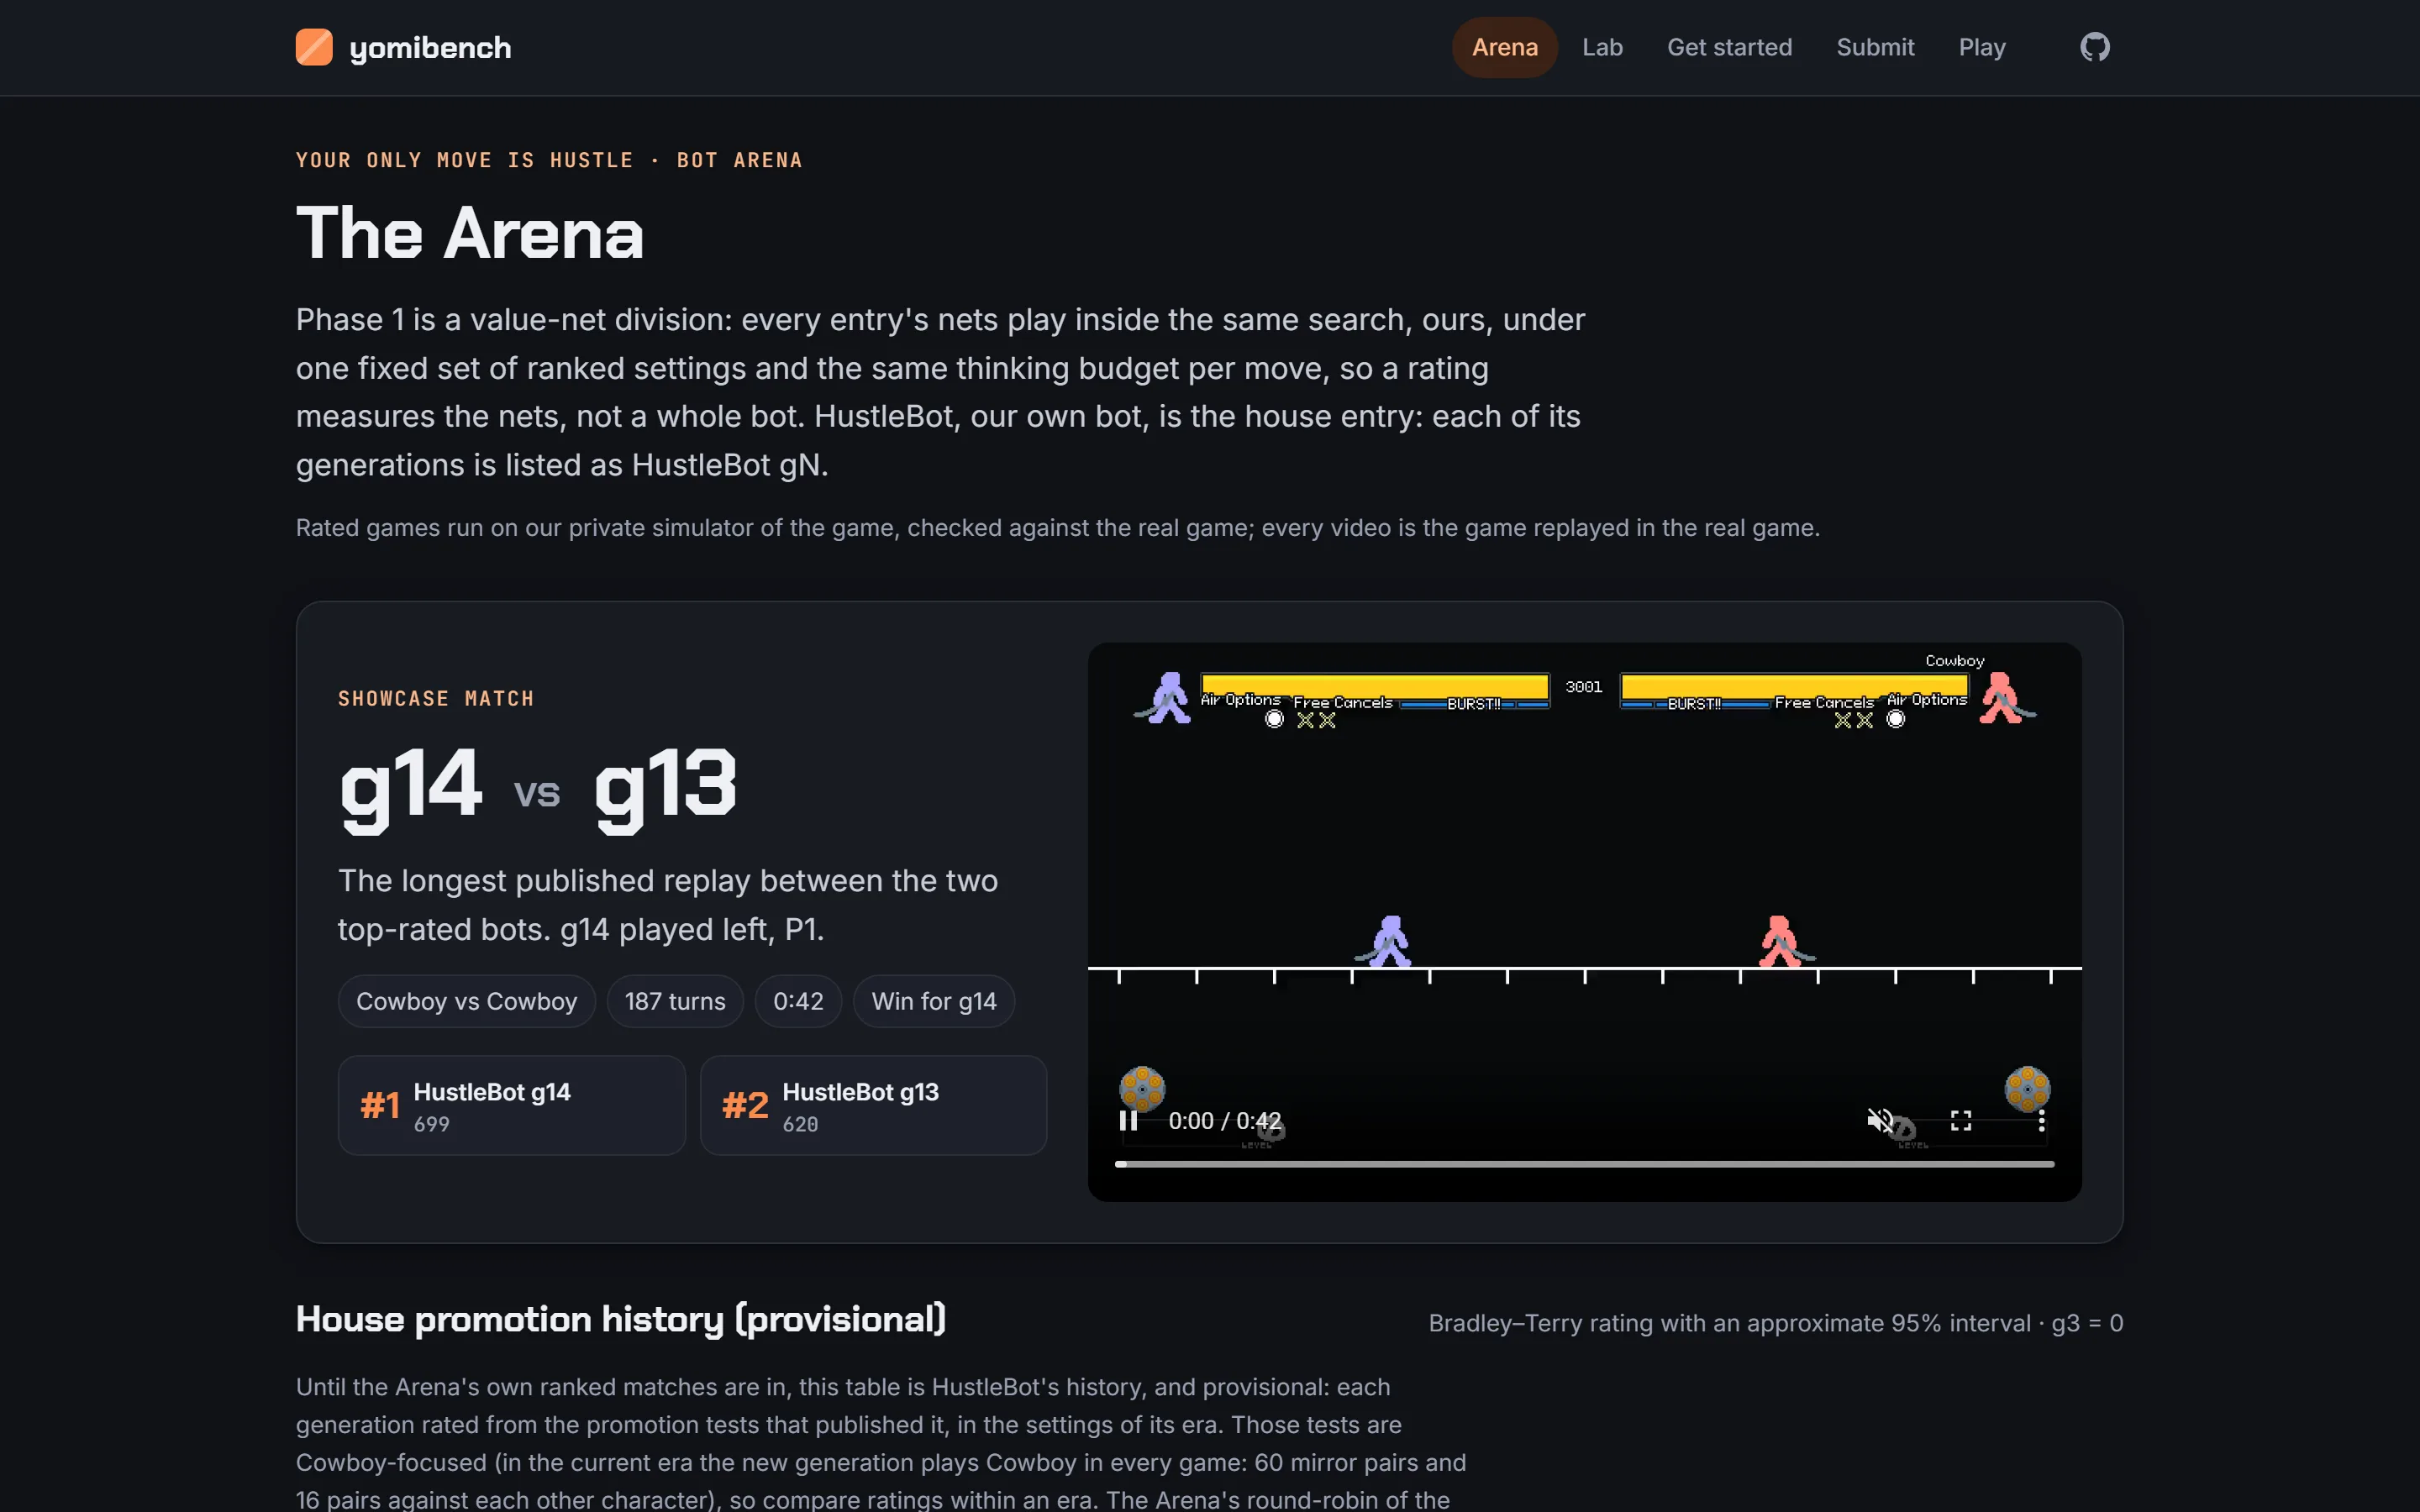 yomibench
Arena
Lab
Get started
Submit
Play
YOUR ONLY MOVE IS HUSTLE · BOT ARENA
The Arena
Phase 1 is a value-net division: every entry's nets play inside the same search, ours, under
one fixed set of ranked settings and the same thinking budget per move, so a rating
measures the nets, not a whole bot. HustleBot, our own bot, is the house entry: each of its
generations is listed as HustleBot gN.
Rated games run on our private simulator of the game, checked against the real game; every video is the game replayed in the real game.
SHOWCASE MATCH
g14 vs g13
The longest published replay between the two
top-rated bots. g14 played left, P1.
Cowboy vs Cowboy
187 turns
0:42
Win for g14
#1 HustleBot g14
699
#2 HustleBot g13
620
Cowboy
3001
Air Options Free Cancels BURST!!
BURST!! Free Cancels Air Options
0:00 / 0:42
LEVEL
LEVEL
House promotion history (provisional)
Bradley–Terry rating with an approximate 95% interval · g3 = 0
Until the Arena's own ranked matches are in, this table is HustleBot's history, and provisional: each
generation rated from the promotion tests that published it, in the settings of its era. Those tests are
Cowboy-focused (in the current era the new generation plays Cowboy in every game: 60 mirror pairs and
16 pairs against each other character), so compare ratings within an era. The Arena's round-robin of the